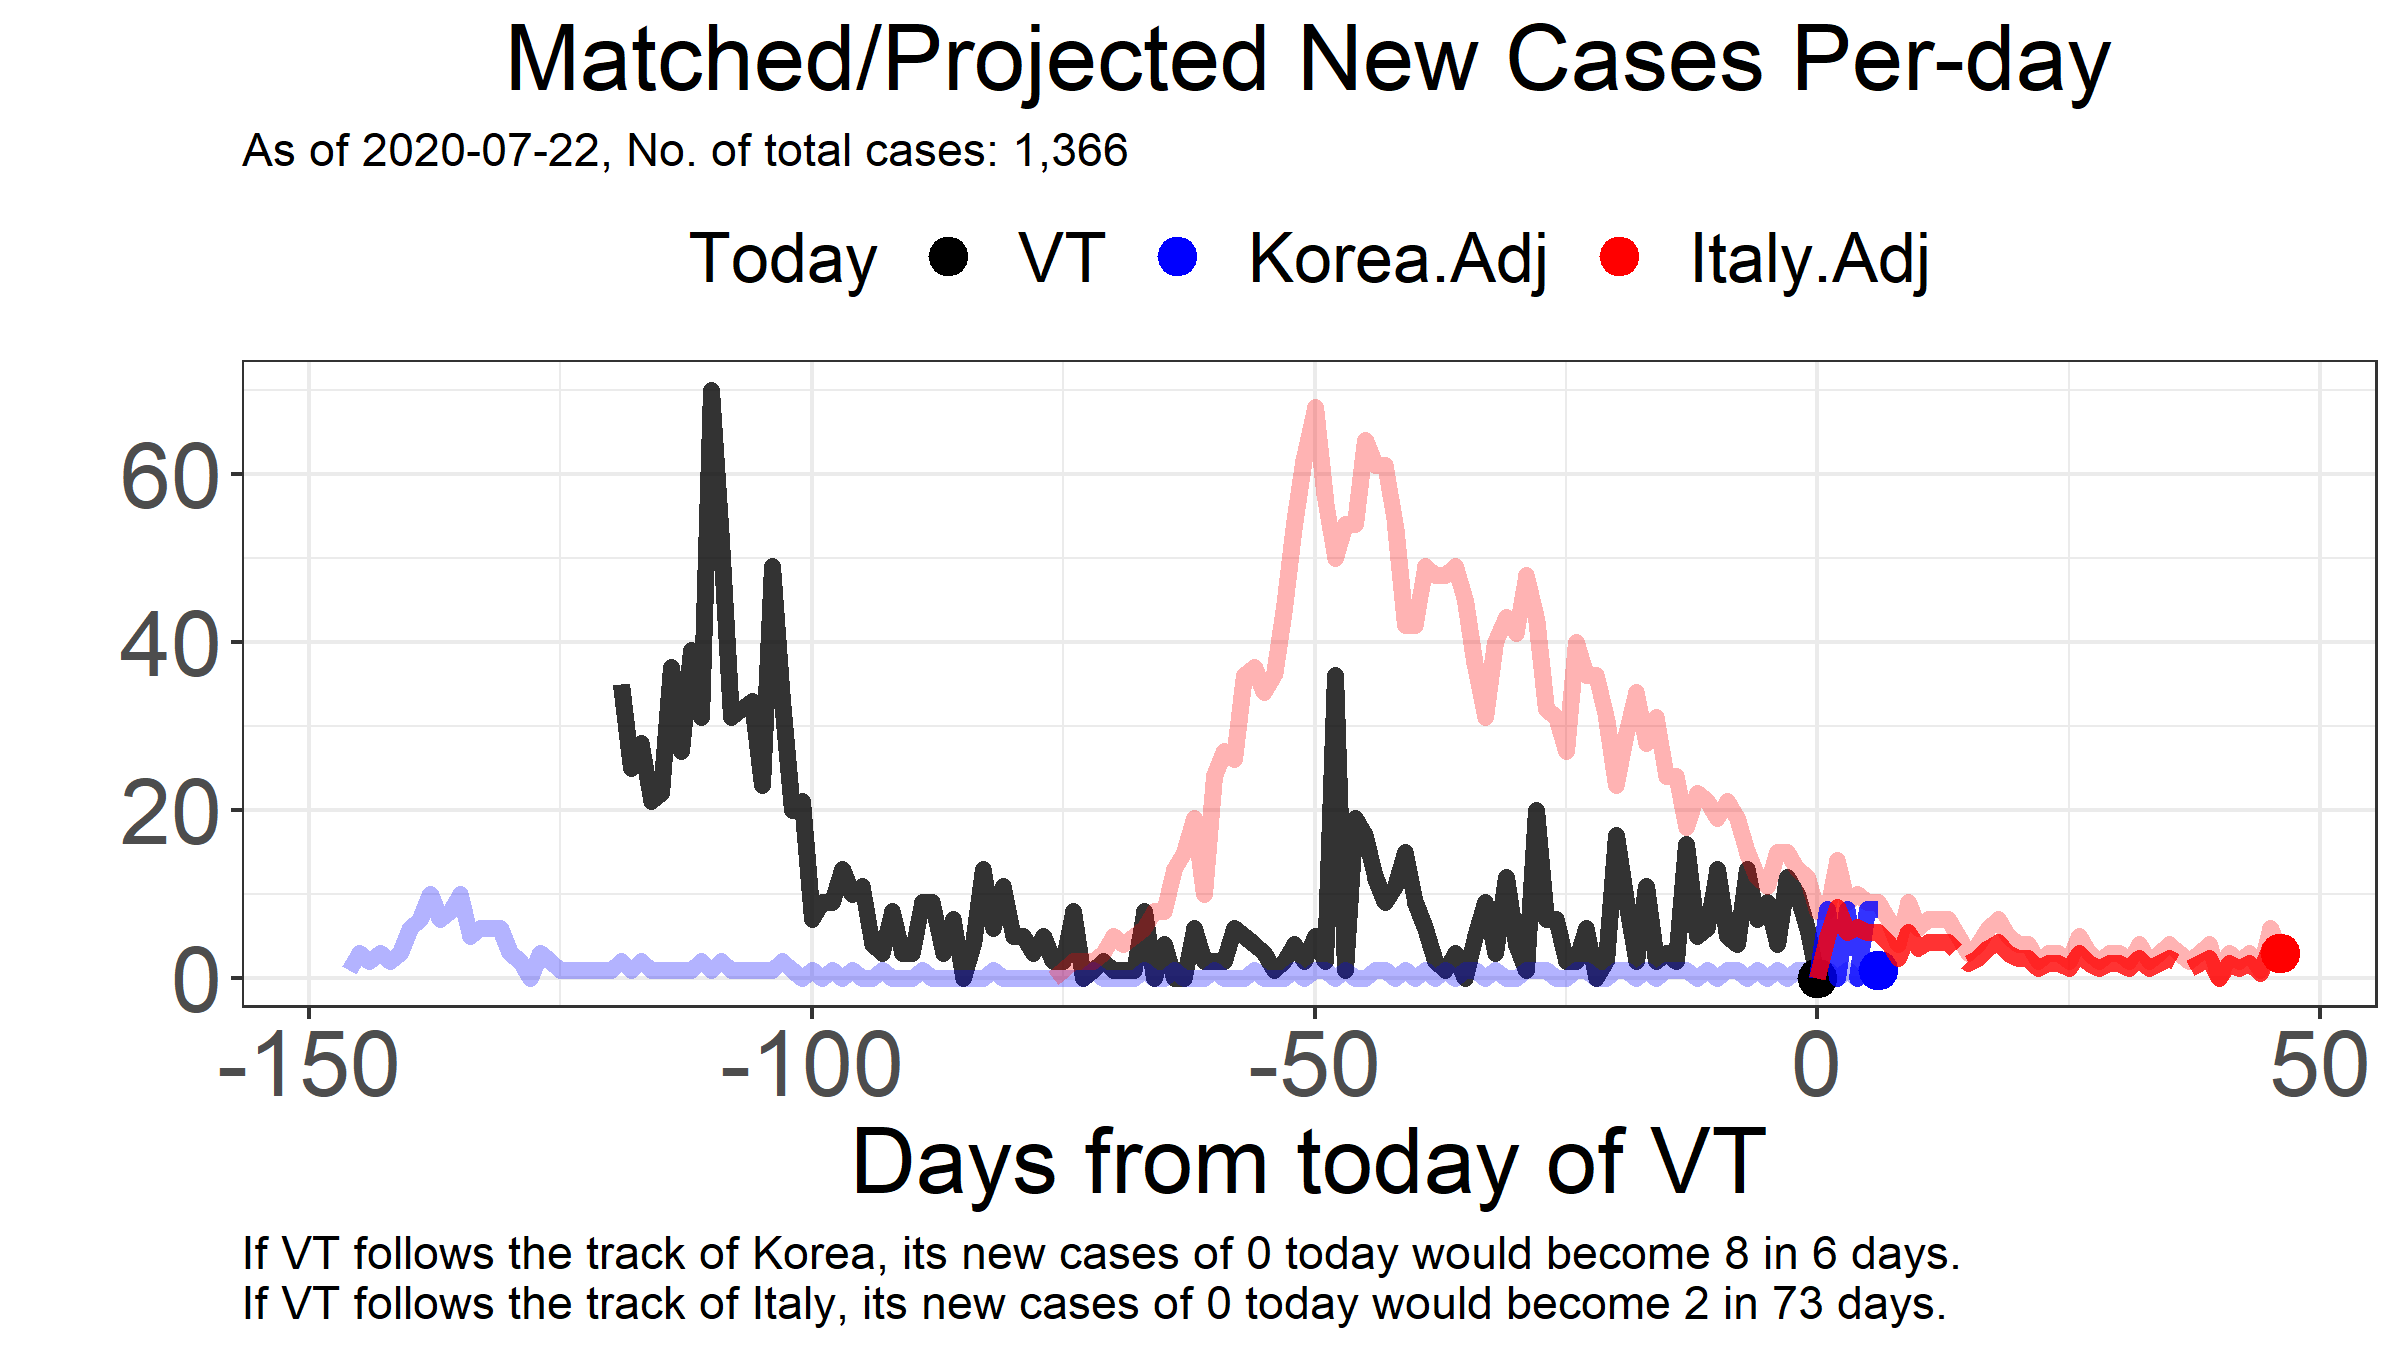 Matched/Projected New Cases Per-day
As of 2020-07-22, No. of total cases: 1,366
Today VT Korea.Adj Italy.Adj
60
40
20
0
-150 -100 -50 0 50
Days from today of VT
If VT follows the track of Korea, its new cases of 0 today would become 8 in 6 days.
If VT follows the track of Italy, its new cases of 0 today would become 2 in 73 days.